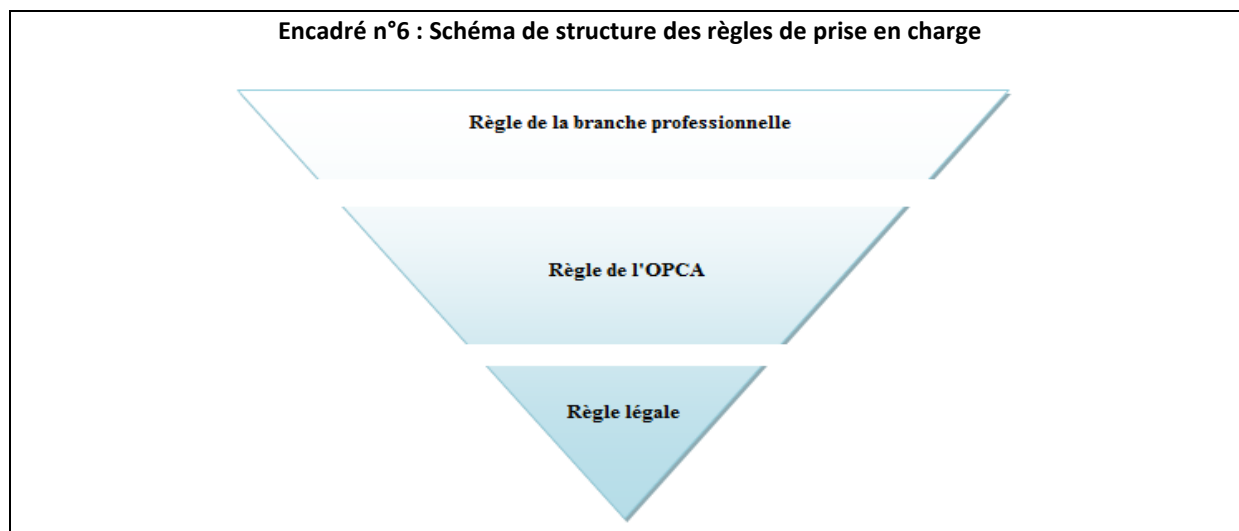 Encadré n°6 : Schéma de structure des règles de prise en charge
Règle de la branche professionnelle
Règle de l'OPCA
Règle légale